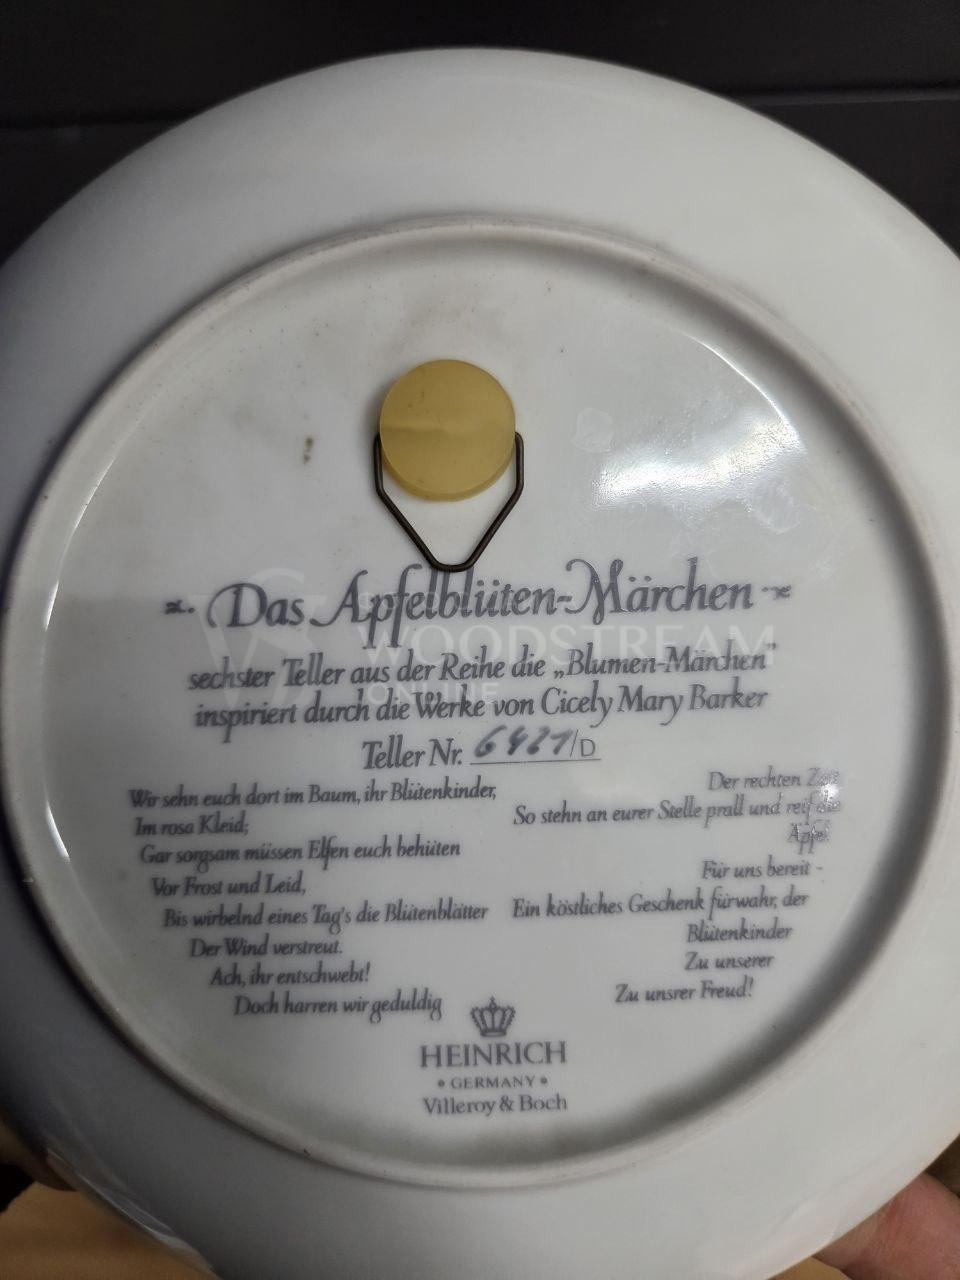 Das Apfelblüten-Märchen
sechster Teller aus der Reihe die „Blumen-Märchen"
inspiriert durch die Werke von Cicely Mary Barker
Teller Nr. /D
Wir sehn euch dort im Baum, ihr Blütenkinder,
Im rosa Kleid;
Gar sorgsam müssen Elfen euch behüten
Vor Frost und Leid,
Bis wirbelnd eines Tag's die Blütenblätter
Der Wind verstreut.
Ach, ihr entschwebt!
Doch harren wir geduldig
Der rechten
So stehn an eurer Stelle prall und reif die
Äpfel
Für uns bereit -
Ein köstliches Geschenk fürwahr, der
Blütenkinder
Zu unserer
Zu unsrer Freud!
HEINRICH
• GERMANY •
Villeroy & Boch
WOODSTREAM
ONLINE